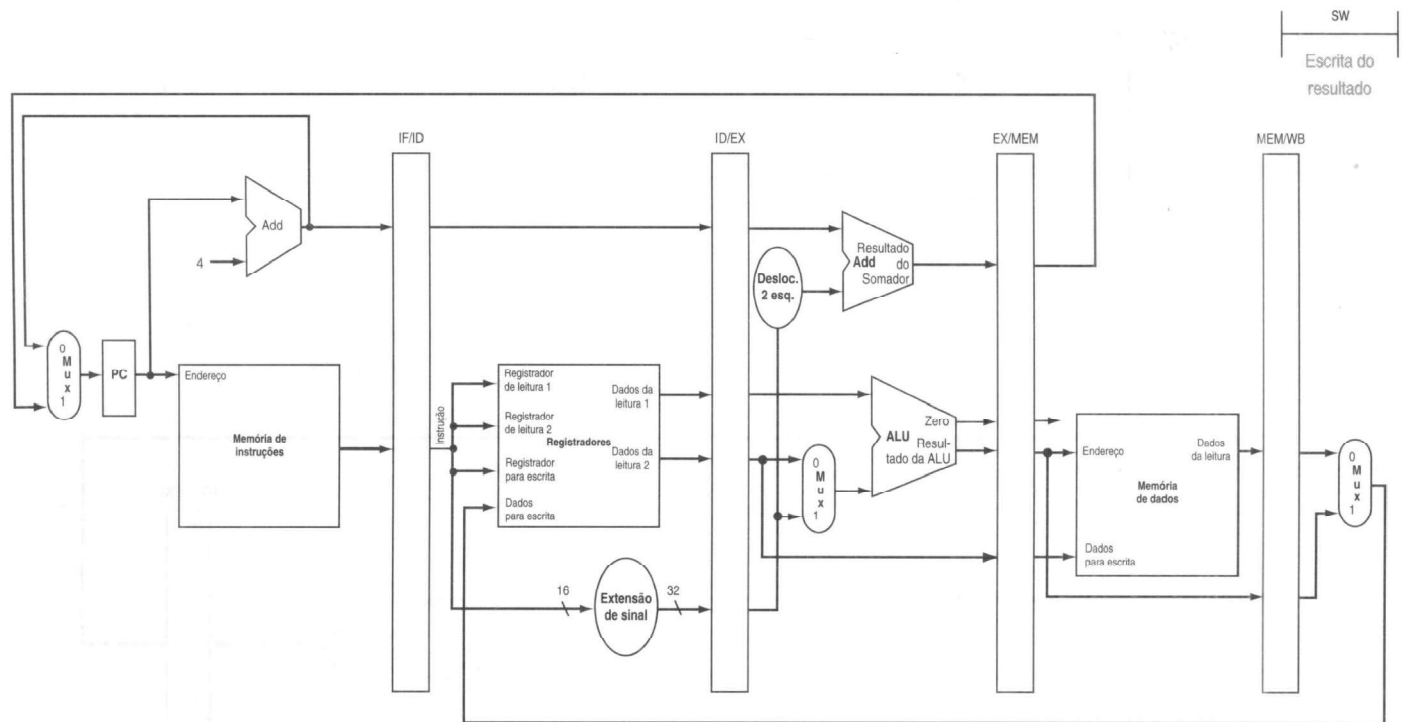 SW
Escrita do
resultado
IF/ID
ID/EX
EX/MEM
MEM/WB
Add
4
Resultado
Add do
Somador
Desloc.
2 esq.
0
M
u
x
1
PC
Endereço
Memória de
instruções
Instrução
Registrador
de leitura 1
Registrador
de leitura 2
Registradores
Registrador
para escrita
Dados
para escrita
Dados da
leitura 1
Dados da
leitura 2
16
Extensão
de sinal
32
0
M
u
x
1
Zero
ALU Resul-
tado da ALU
Endereço
Dados
da leitura
Memória
de dados
Dados
para escrita
0
M
u
x
1